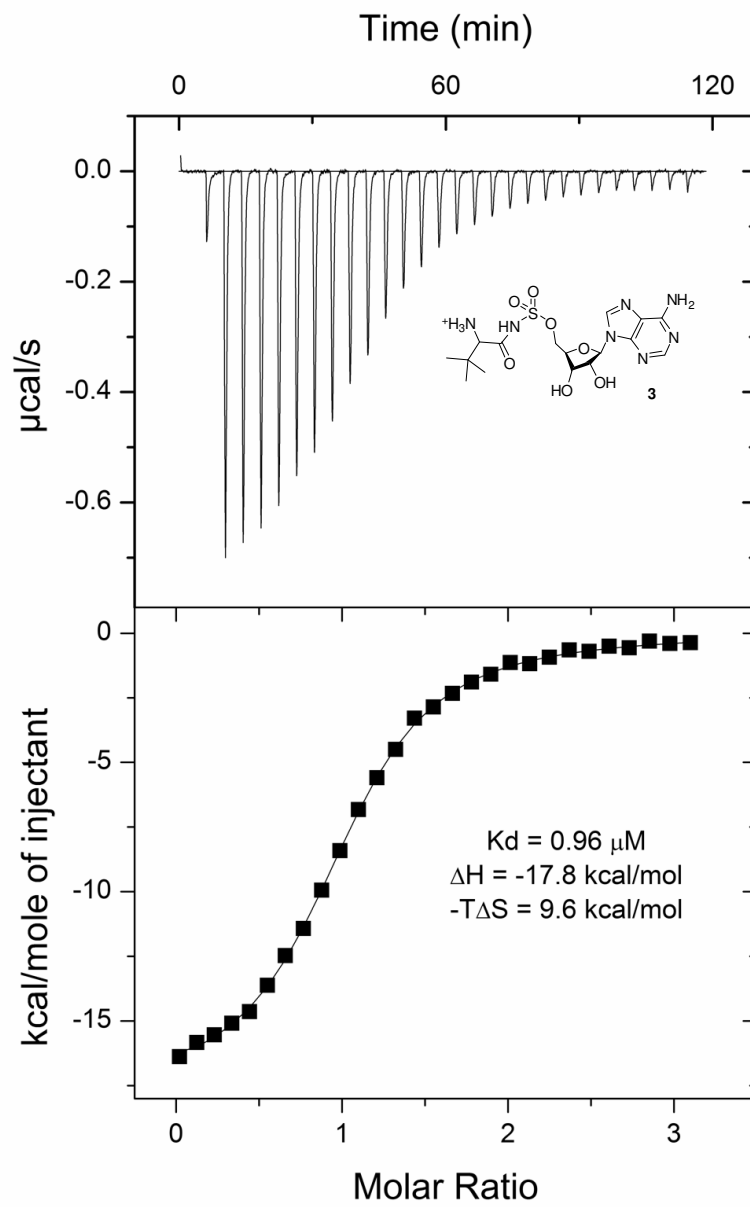 Time (min)
0 60 120
0.0
-0.2
-0.4
-0.6
µcal/s
O
O
S
O
HN
+H3N
O
O
N
N
N
N
NH2
HO
OH
3
0
-5
-10
-15
kcal/mole of injectant
Kd = 0.96 µM
ΔH = -17.8 kcal/mol
-TΔS = 9.6 kcal/mol
0 1 2 3
Molar Ratio